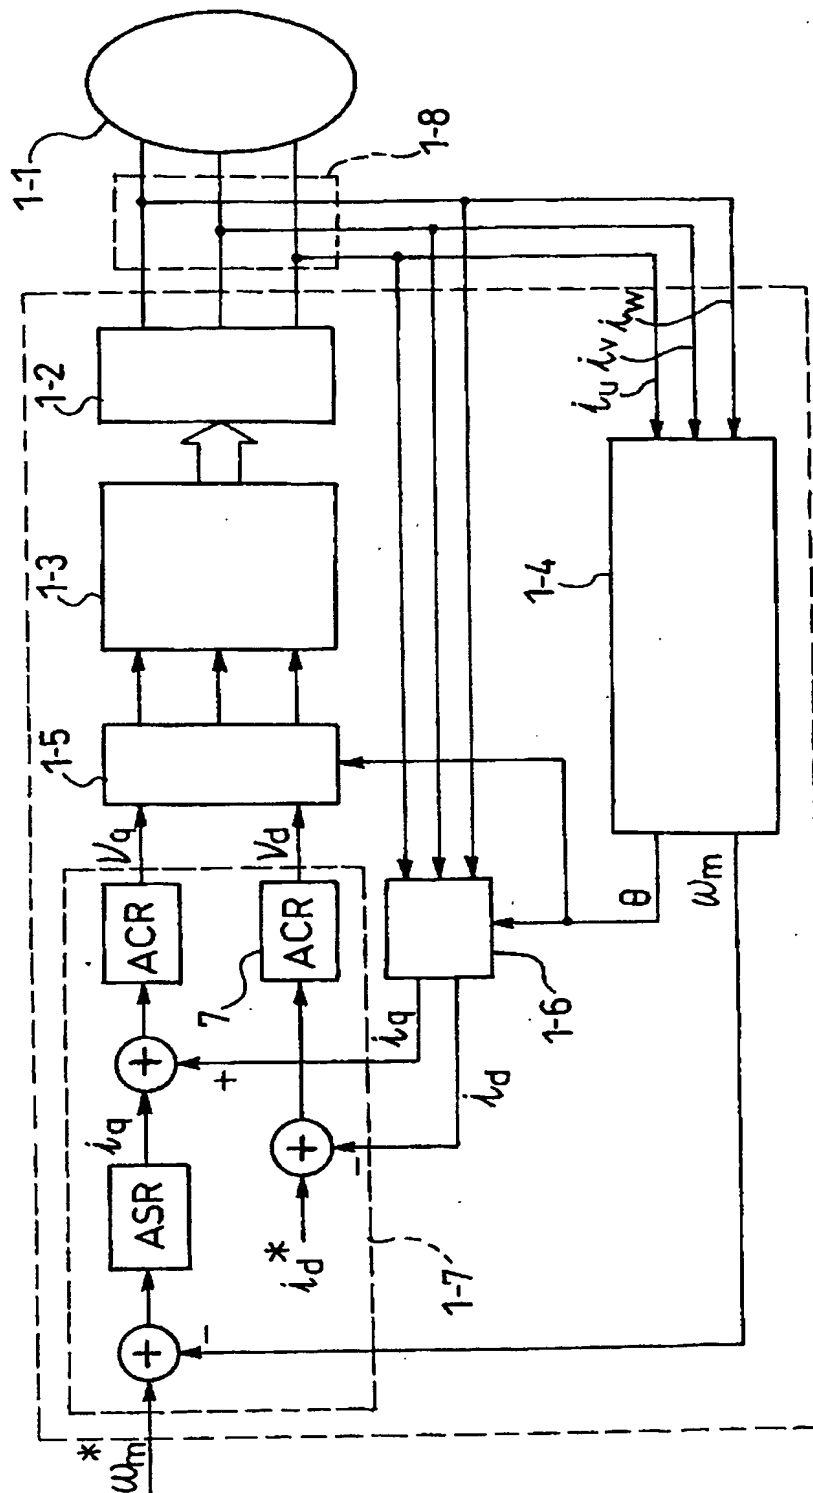 1-1
1-8
1-2
1-3
1-5
1-4
iu
iv
iw
Vq
Vd
ACR
ACR
7
θ
ωm
1-6
iq
id
+
-
+
+
iq
ASR
id*
1-7
+
-
ωm*